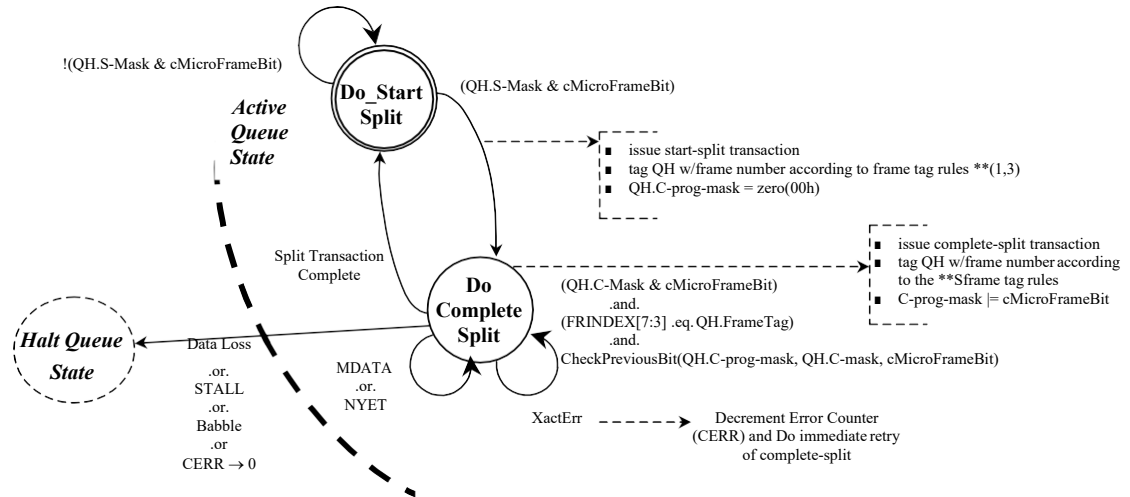 !(QH.S-Mask & cMicroFrameBit)
Do_Start
Split
(QH.S-Mask & cMicroFrameBit)
Active
Queue
State
▪ issue start-split transaction
▪ tag QH w/frame number according to frame tag rules **(1,3)
▪ QH.C-prog-mask = zero(00h)
Split Transaction
Complete
▪ issue complete-split transaction
▪ tag QH w/frame number according
to the **Sframe tag rules
▪ C-prog-mask |= cMicroFrameBit
Do
Complete
Split
(QH.C-Mask & cMicroFrameBit)
.and.
(FRINDEX[7:3] .eq. QH.FrameTag)
.and.
CheckPreviousBit(QH.C-prog-mask, QH.C-mask, cMicroFrameBit)
Halt Queue
State
Data Loss
.or.
STALL
.or.
Babble
.or
CERR → 0
MDATA
.or.
NYET
XactErr
Decrement Error Counter
(CERR) and Do immediate retry
of complete-split